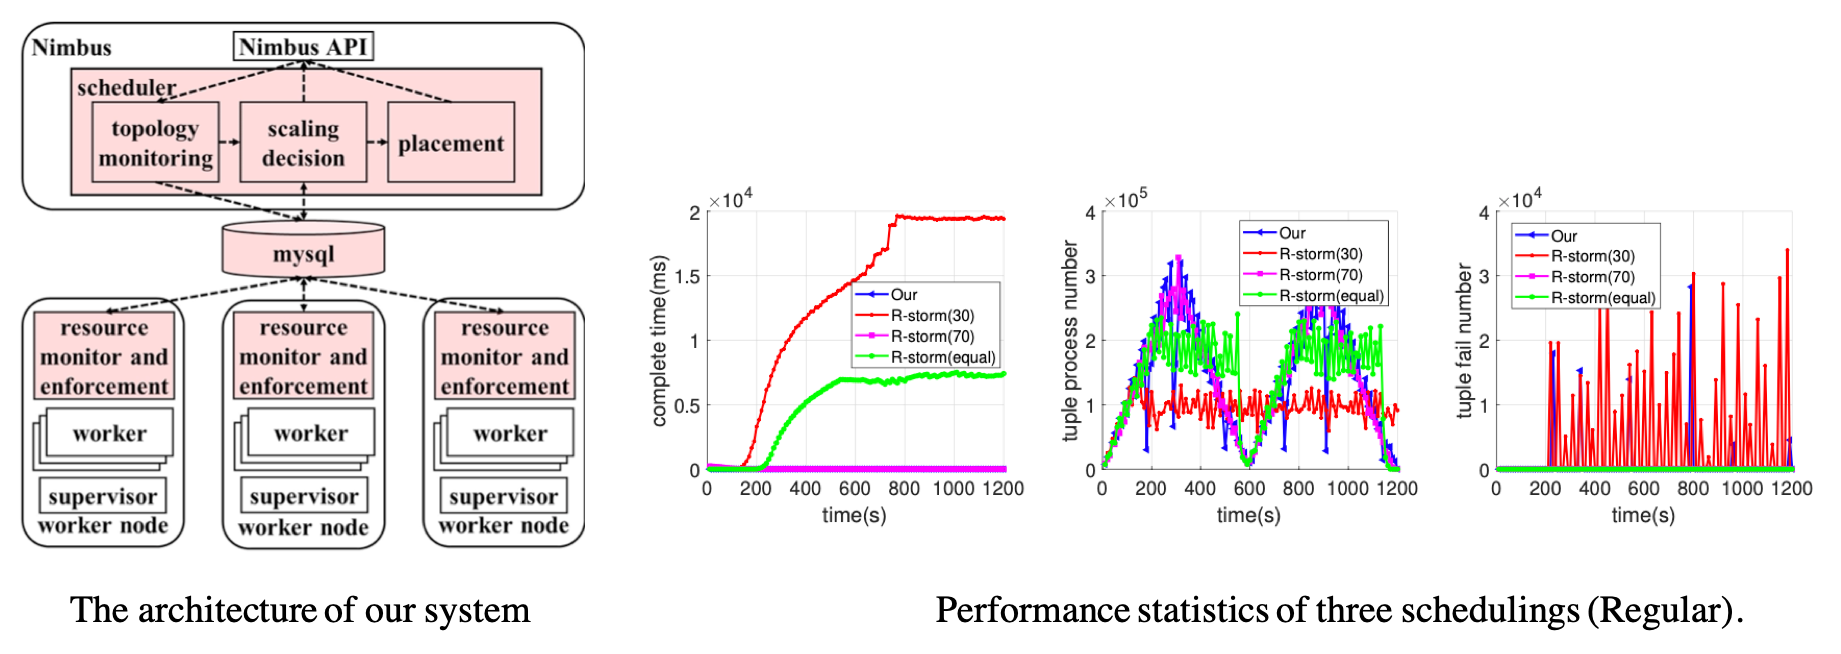 Nimbus
Nimbus API
scheduler
topology
monitoring
scaling
decision
placement
mysql
resource
monitor and
enforcement
worker
supervisor
worker node
resource
monitor and
enforcement
worker
supervisor
worker node
resource
monitor and
enforcement
worker
supervisor
worker node
The architecture of our system
×10⁴
2
1.5
1
0.5
0
complete time(ms)
Our
R-storm(30)
R-storm(70)
R-storm(equal)
0 200 400 600 800 1000 1200
time(s)
×10⁵
4
3
2
1
0
tuple process number
Our
R-storm(30)
R-storm(70)
R-storm(equal)
0 200 400 600 800 1000 1200
time(s)
×10⁴
4
3
2
1
0
tuple fail number
Our
R-storm(30)
R-storm(70)
R-storm(equal)
0 200 400 600 800 1000 1200
time(s)
Performance statistics of three schedulings (Regular).